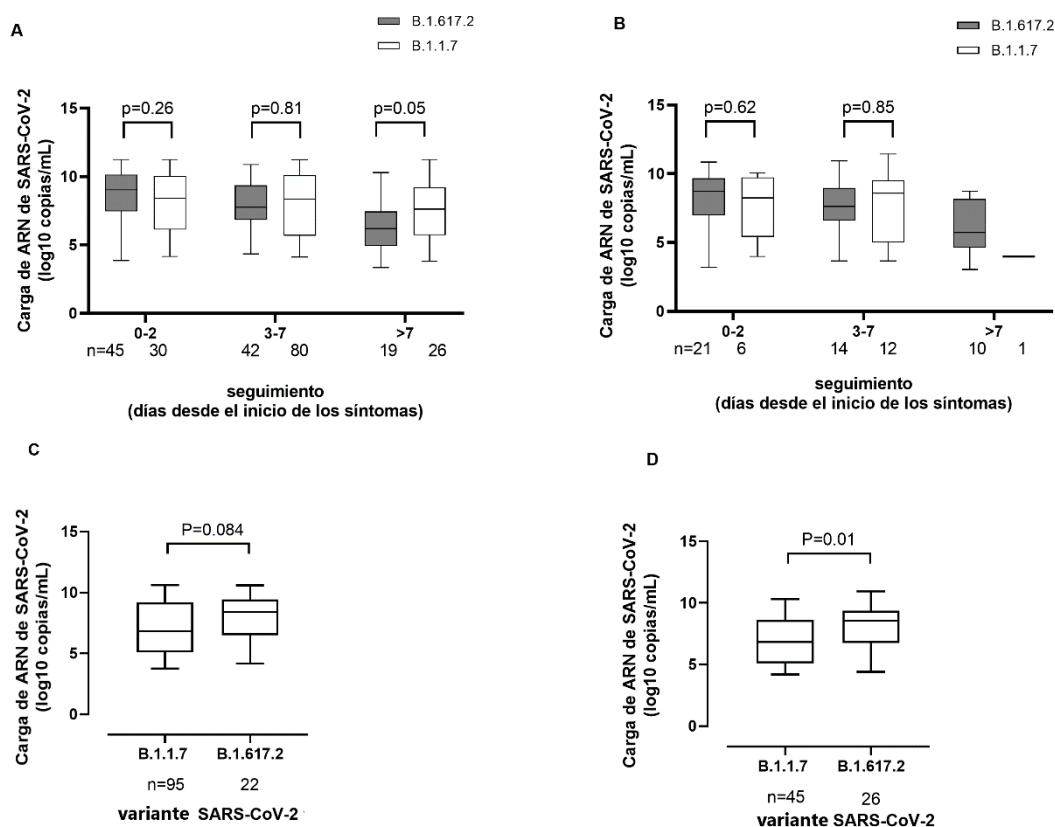 A
B.1.617.2
B.1.1.7
Carga de ARN de SARS-CoV-2
(log10 copias/mL)
15
10
5
0
p=0.26
p=0.81
p=0.05
0-2
3-7
>7
n=45
30
42
80
19
26
seguimiento
(días desde el inicio de los síntomas)
B
B.1.617.2
B.1.1.7
Carga de ARN de SARS-CoV-2
(log10 copias/mL)
15
10
5
0
p=0.62
p=0.85
0-2
3-7
>7
n=21
6
14
12
10
1
seguimiento
(días desde el inicio de los síntomas)
C
Carga de ARN de SARS-CoV-2
(log10 copias/mL)
15
10
5
0
P=0.084
B.1.1.7
B.1.617.2
n=95
22
variante SARS-CoV-2
D
Carga de ARN de SARS-CoV-2
(log10 copias/mL)
15
10
5
0
P=0.01
B.1.1.7
B.1.617.2
n=45
26
variante SARS-CoV-2